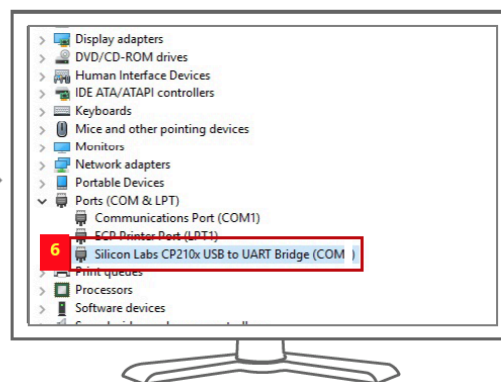 Display adapters
DVD/CD-ROM drives
Human Interface Devices
IDE ATA/ATAPI controllers
Keyboards
Mice and other pointing devices
Monitors
Network adapters
Portable Devices
Ports (COM & LPT)
Communications Port (COM1)
ECP Printer Port (LPT1)
6 Silicon Labs CP210x USB to UART Bridge (COM )
Print queues
Processors
Software devices